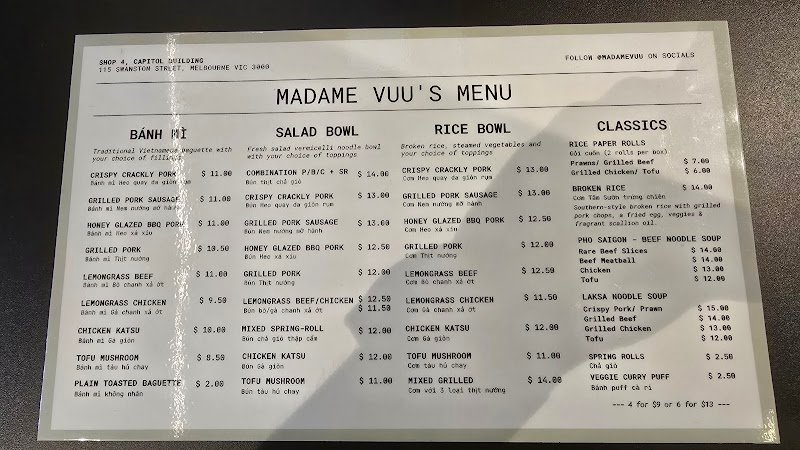 SHOP 4, CAPITOL BUILDING
115 SWANSTON STREET, MELBOURNE VIC 3000
FOLLOW @MADAMEVUU ON SOCIALS
MADAME VUU'S MENU
BÁNH MÌ
Traditional Vietnamese baguette with
your choice of fillings
CRISPY CRACKLY PORK $ 11.00
Bánh mì Heo quay da giòn rụm
GRILLED PORK SAUSAGE $ 11.00
Bánh mì Nem nướng mỡ hành
HONEY GLAZED BBQ PORK $ 11.00
Bánh mì Heo xá xíu
GRILLED PORK $ 10.50
Bánh mì Thịt nướng
LEMONGRASS BEEF $ 11.00
Bánh mì Bò chanh xả ớt
LEMONGRASS CHICKEN $ 9.50
Bánh mì Gà chanh xả ớt
CHICKEN KATSU $ 10.00
Bánh mì Gà giòn
TOFU MUSHROOM $ 8.50
Bánh mì tàu hủ chay
PLAIN TOASTED BAGUETTE $ 2.00
Bánh mì không nhân
SALAD BOWL
Fresh salad vermicelli noodle bowl
with your choice of toppings
COMBINATION P/B/C + SR $ 14.00
Bún thịt chả giò
CRISPY CRACKLY PORK $ 13.00
Bún Heo quay da giòn rụm
GRILLED PORK SAUSAGE $ 13.00
Bún Nem nướng mỡ hành
HONEY GLAZED BBQ PORK $ 12.50
Bún Heo Xá xíu
GRILLED PORK $ 12.00
Bún Thịt nướng
LEMONGRASS BEEF/CHICKEN $ 12.50
Bún bò/gà chanh xả ớt $ 11.50
MIXED SPRING-ROLL $ 12.00
Bún chả giò thập cẩm
CHICKEN KATSU $ 12.00
Bún Gà giòn
TOFU MUSHROOM $ 11.00
Bún tàu hủ chay
RICE BOWL
Broken rice, steamed vegetables and
your choice of toppings
CRISPY CRACKLY PORK $ 13.00
Cơm Heo quay da giòn rụm
GRILLED PORK SAUSAGE $ 13.00
Cơm Nem nướng mỡ hành
HONEY GLAZED BBQ PORK $ 12.50
Cơm Heo xá xíu
GRILLED PORK $ 12.00
Cơm Thịt nướng
LEMONGRASS BEEF $ 12.50
Cơm Bò chanh xả ớt
LEMONGRASS CHICKEN $ 11.50
Cơm Gà chanh xả ớt
CHICKEN KATSU $ 12.00
Cơm Gà giòn
TOFU MUSHROOM $ 11.00
Cơm tàu hủ chay
MIXED GRILLED $ 14.00
Cơm với 3 loại thịt nướng
CLASSICS
RICE PAPER ROLLS
Gỏi cuốn (2 rolls per box)
Prawns/ Grilled Beef $ 7.00
Grilled Chicken/ Tofu $ 6.00
BROKEN RICE $ 14.00
Cơm Tấm Sườn trứng chiên
Southern-style broken rice with grilled
pork chops, a fried egg, veggies &
fragrant scallion oil.
PHO SAIGON - BEEF NOODLE SOUP
Rare Beef Slices $ 14.00
Beef Meatball $ 14.00
Chicken $ 13.00
Tofu $ 12.00
LAKSA NOODLE SOUP
Crispy Pork/ Prawn $ 15.00
Grilled Beef $ 14.00
Grilled Chicken $ 13.00
Tofu $ 12.00
SPRING ROLLS $ 2.50
Chả giò
VEGGIE CURRY PUFF $ 2.50
Bánh puff cà ri
--- 4 for $9 or 6 for $13 ---